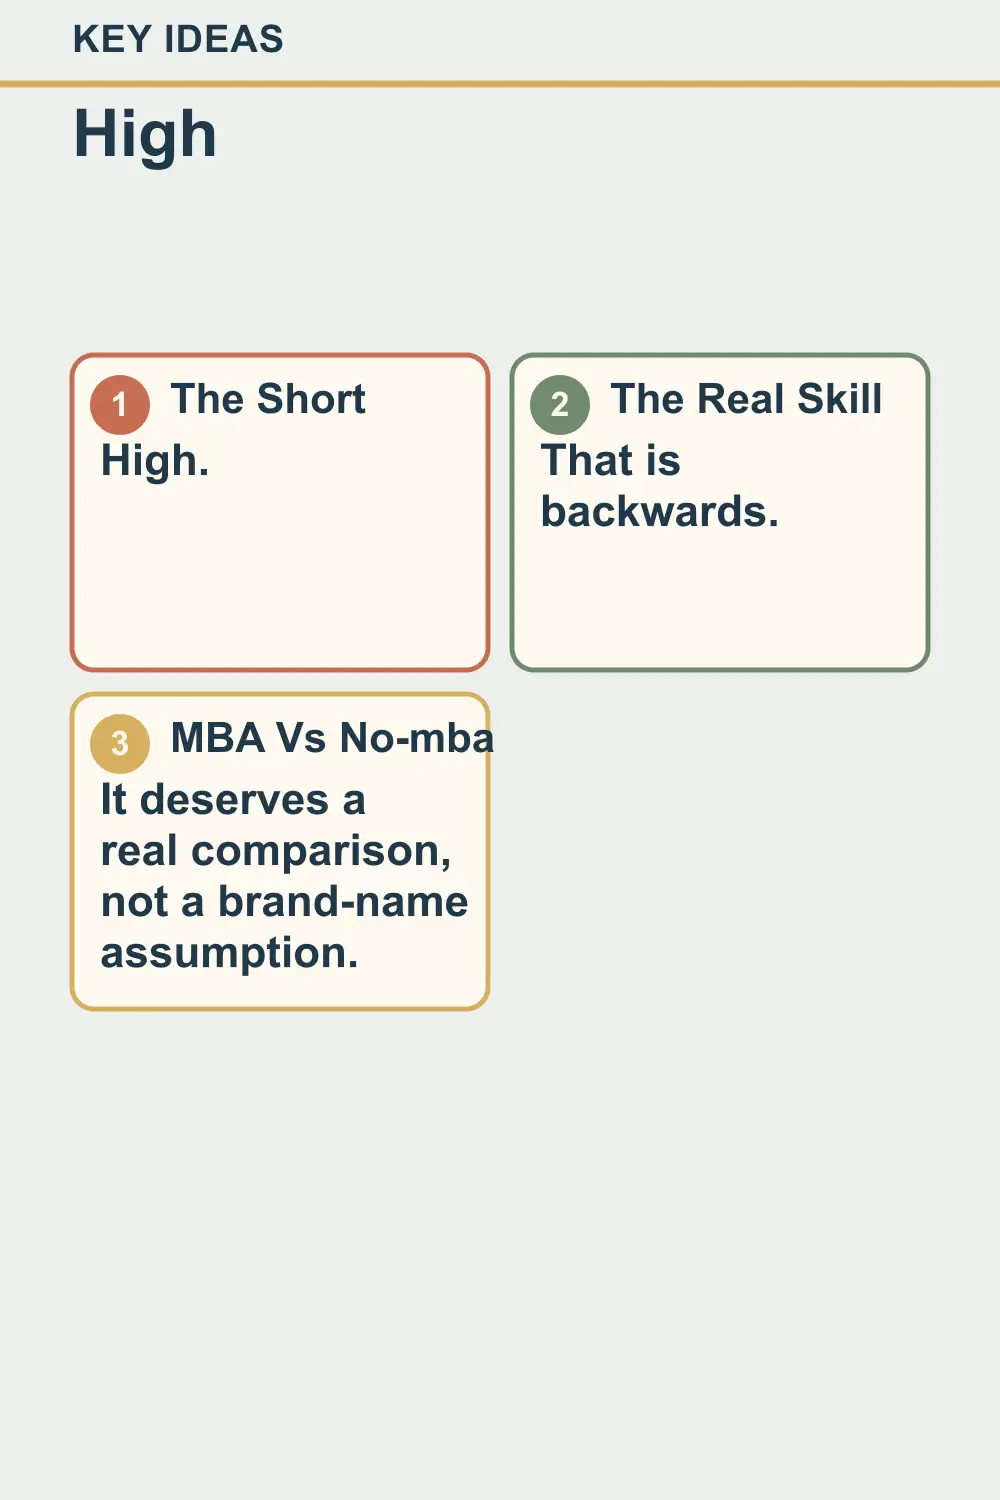 KEY IDEAS
High
1 The Short
High.
2 The Real Skill
That is
backwards.
3 MBA Vs No-mba
It deserves a
real comparison,
not a brand-name
assumption.